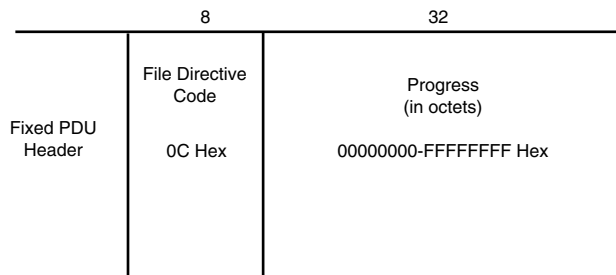 8
32
Fixed PDU
Header
File Directive
Code
0C Hex
Progress
(in octets)
00000000-FFFFFFFF Hex